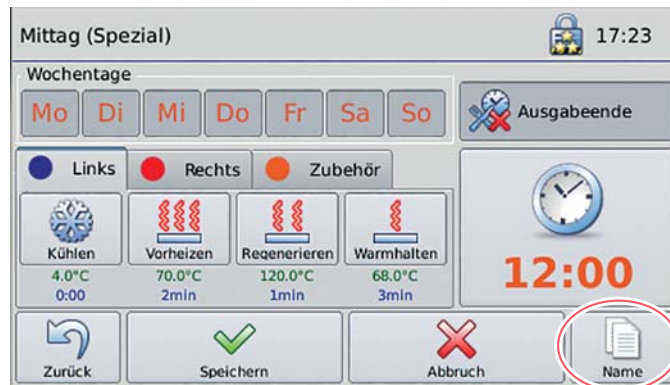 Mittag (Spezial) 17:23
Wochentage
Mo Di Mi Do Fr Sa So
Ausgabeende
Links Rechts Zubehör
Kühlen Vorheizen Regenerieren Warmhalten
4.0°C 70.0°C 120.0°C 68.0°C
0:00 2min 1min 3min
12:00
Zurück Speichern Abbruch Name